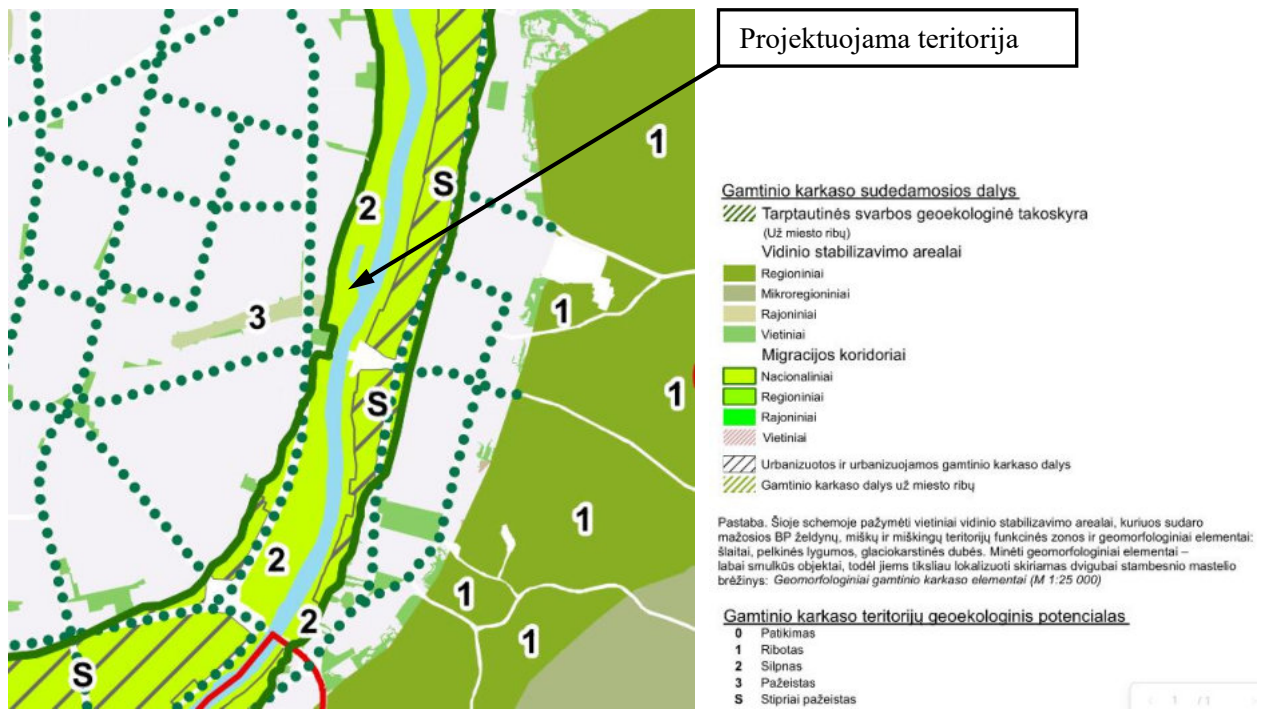 Projektuojama teritorija
1
S
2
1
3
1
S
1
2
1
1
2
1
S
Gamtinio karkaso sudedamosios dalys
Tarptautinės svarbos geoekologinė takoskyra
(Už miesto ribų)
Vidinio stabilizavimo arealai
Regioniniai
Mikroregioniniai
Rajoniniai
Vietiniai
Migracijos koridoriai
Nacionaliniai
Regioniniai
Rajoniniai
Vietiniai
Urbanizuotos ir urbanizuojamos gamtinio karkaso dalys
Gamtinio karkaso dalys už miesto ribų
Pastaba. Šioje schemoje pažymėti vietiniai vidinio stabilizavimo arealai, kuriuos sudaro
mažosios BP želdynų, miškų ir miškingų teritorijų funkcinės zonos ir geomorfologiniai elementai:
šlaitai, pelkinės lygumos, glaciokarstinės dubės. Minėti geomorfologiniai elementai –
labai smulkūs objektai, todėl jiems tiksliau lokalizuoti skiriamas dvigubai stambesnio mastelio
brėžinys: Geomorfologiniai gamtinio karkaso elementai (M 1:25 000)
Gamtinio karkaso teritorijų geoekologinis potencialas
0 Patikimas
1 Ribotas
2 Silpnas
3 Pažeistas
S Stipriai pažeistas
1 / 1